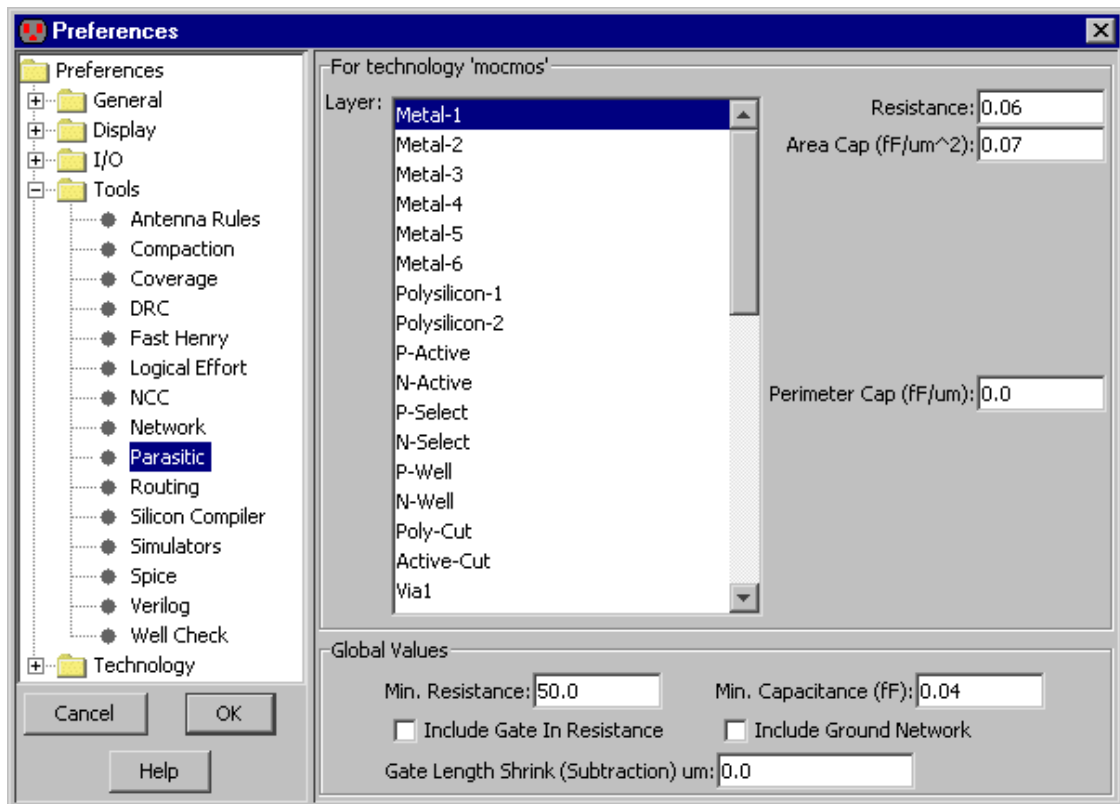 Preferences
Preferences
General
Display
I/O
Tools
Antenna Rules
Compaction
Coverage
DRC
Fast Henry
Logical Effort
NCC
Network
Parasitic
Routing
Silicon Compiler
Simulators
Spice
Verilog
Well Check
Technology
Cancel
OK
Help
For technology 'mocmos'
Layer:
Metal-1
Metal-2
Metal-3
Metal-4
Metal-5
Metal-6
Polysilicon-1
Polysilicon-2
P-Active
N-Active
P-Select
N-Select
P-Well
N-Well
Poly-Cut
Active-Cut
Via1
Resistance: 0.06
Area Cap (fF/um^2): 0.07
Perimeter Cap (fF/um): 0.0
Global Values
Min. Resistance: 50.0
Min. Capacitance (fF): 0.04
Include Gate In Resistance
Include Ground Network
Gate Length Shrink (Subtraction) um: 0.0